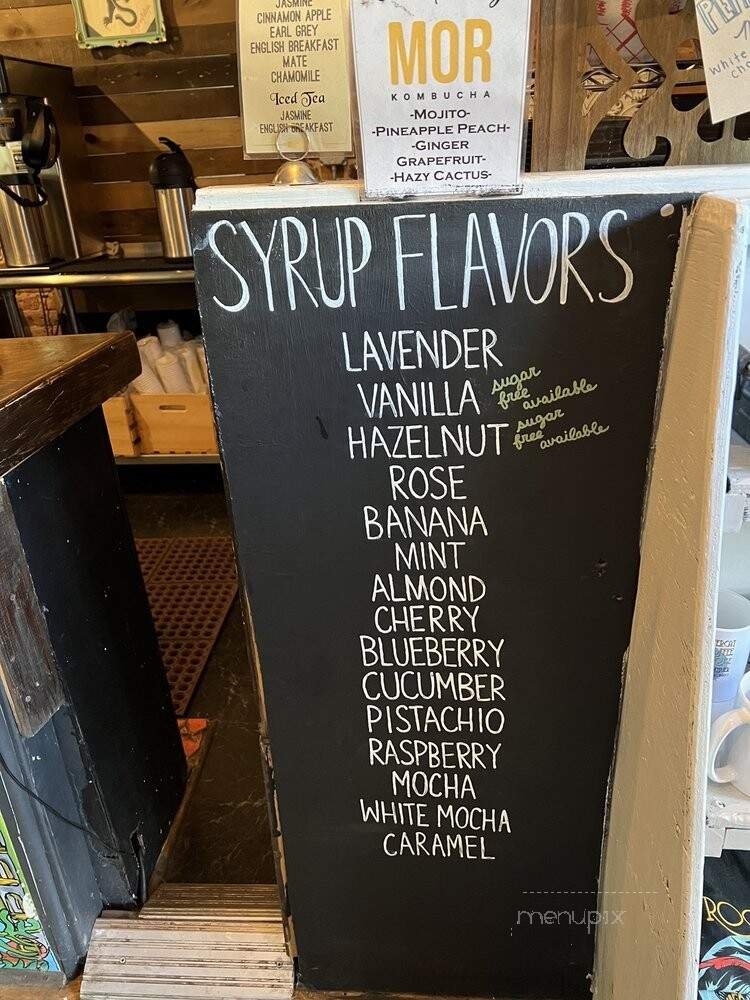 JASMINE
CINNAMON APPLE
EARL GREY
ENGLISH BREAKFAST
MATE
CHAMOMILE
Iced Tea
JASMINE
ENGLISH BREAKFAST
MOR
KOMBUCHA
-MOJITO-
-PINEAPPLE PEACH-
-GINGER
GRAPEFRUIT-
-HAZY CACTUS-
white
SYRUP FLAVORS
LAVENDER
VANILLA sugar free available
HAZELNUT sugar free available
ROSE
BANANA
MINT
ALMOND
CHERRY
BLUEBERRY
CUCUMBER
PISTACHIO
RASPBERRY
MOCHA
WHITE MOCHA
CARAMEL
menupix